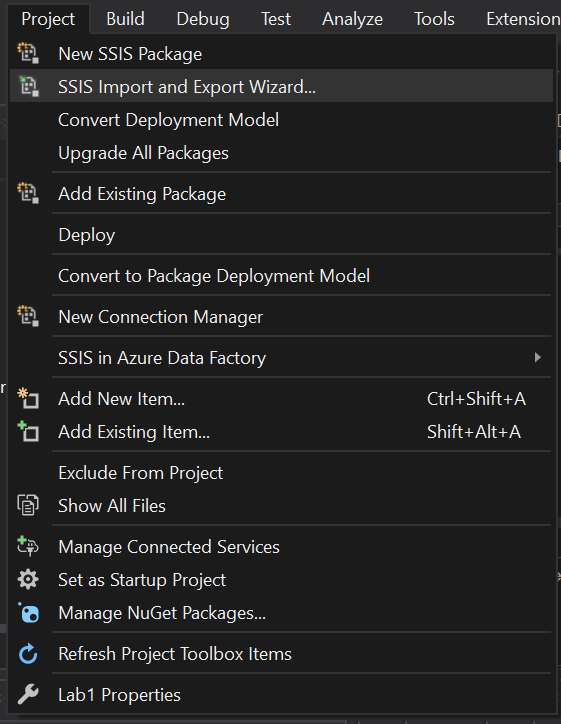 Project Build Debug Test Analyze Tools Extension
New SSIS Package
SSIS Import and Export Wizard...
Convert Deployment Model
Upgrade All Packages
Add Existing Package
Deploy
Convert to Package Deployment Model
New Connection Manager
SSIS in Azure Data Factory
Add New Item... Ctrl+Shift+A
Add Existing Item... Shift+Alt+A
Exclude From Project
Show All Files
Manage Connected Services
Set as Startup Project
Manage NuGet Packages...
Refresh Project Toolbox Items
Lab1 Properties